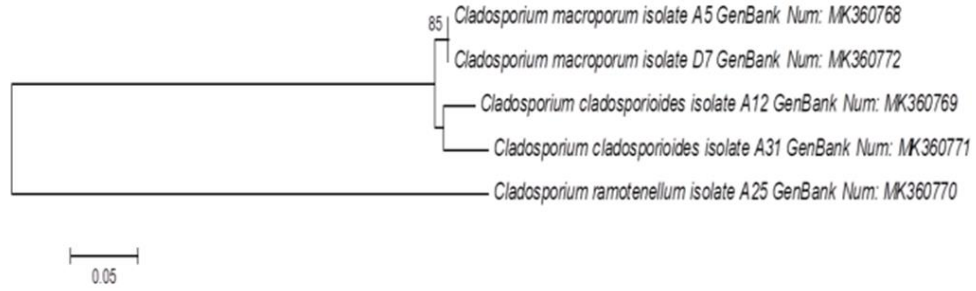 Cladosporium macroporum isolate A5 GenBank Num: MK360768
85
Cladosporium macroporum isolate D7 GenBank Num: MK360772
Cladosporium cladosporioides isolate A12 GenBank Num: MK360769
Cladosporium cladosporioides isolate A31 GenBank Num: MK360771
Cladosporium ramotenellum isolate A25 GenBank Num: MK360770
0.05